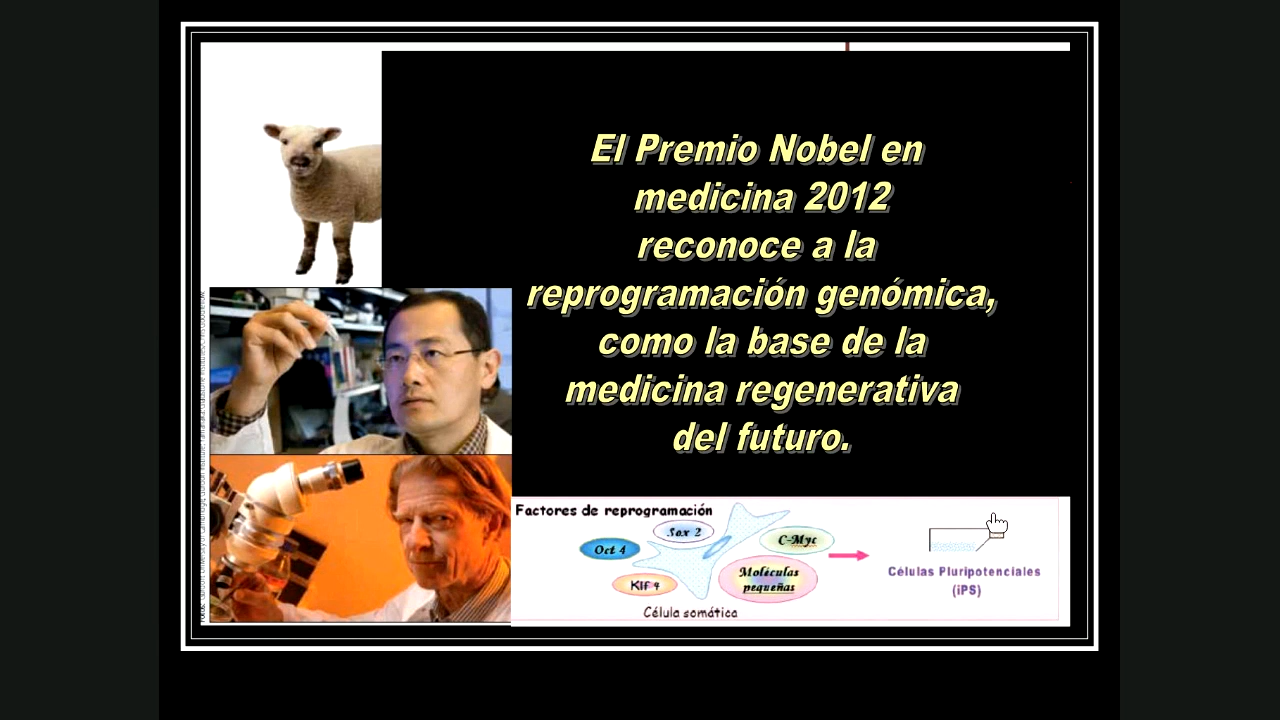 El Premio Nobel en
medicina 2012
reconoce a la
reprogramación genómica,
como la base de la
medicina regenerativa
del futuro.
Factores de reprogramación
Sox 2
Oct 4
C-Myc
Klf 4
Moléculas
pequeñas
Célula somática
Células Pluripotenciales
(iPS)